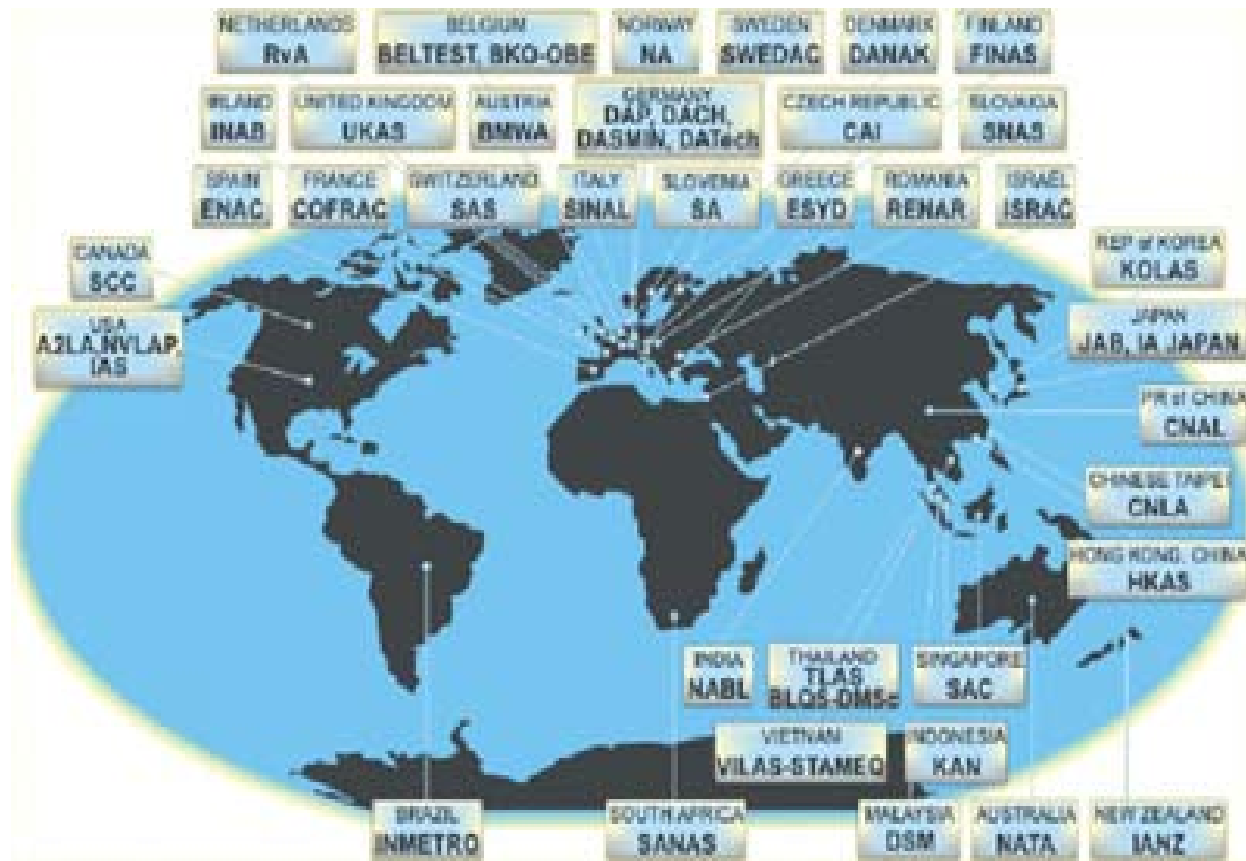 NETHERLANDS
RvA
BELGIUM
BELTEST, BKO-OBE
NORWAY
NA
SWEDEN
SWEDAC
DENMARK
DANAK
FINLAND
FINAS
IRLAND
INAB
UNITED KINGDOM
UKAS
AUSTRIA
BMWA
GERMANY
DAP, DACH,
DASMIN, DATech
CZECH REPUBLIC
CAI
SLOVAKIA
SNAS
SPAIN
ENAC
FRANCE
COFRAC
SWITZERLAND
SAS
ITALY
SINAL
SLOVENIA
SA
GREECE
ESYD
ROMANIA
RENAR
ISRAEL
ISRAC
CANADA
SCC
REP of KOREA
KOLAS
USA
A2LA, NVLAP,
IAS
JAPAN
JAB, IA JAPAN
PR of CHINA
CNAL
CHINESE TAIPEI
CNLA
HONG KONG, CHINA
HKAS
INDIA
NABL
THAILAND
TLAS
BLQS-DMSc
SINGAPORE
SAC
VIETNAM
VILAS-STAMEQ
INDONESIA
KAN
BRAZIL
INMETRO
SOUTH AFRICA
SANAS
MALAYSIA
DSM
AUSTRALIA
NATA
NEW ZEALAND
IANZ